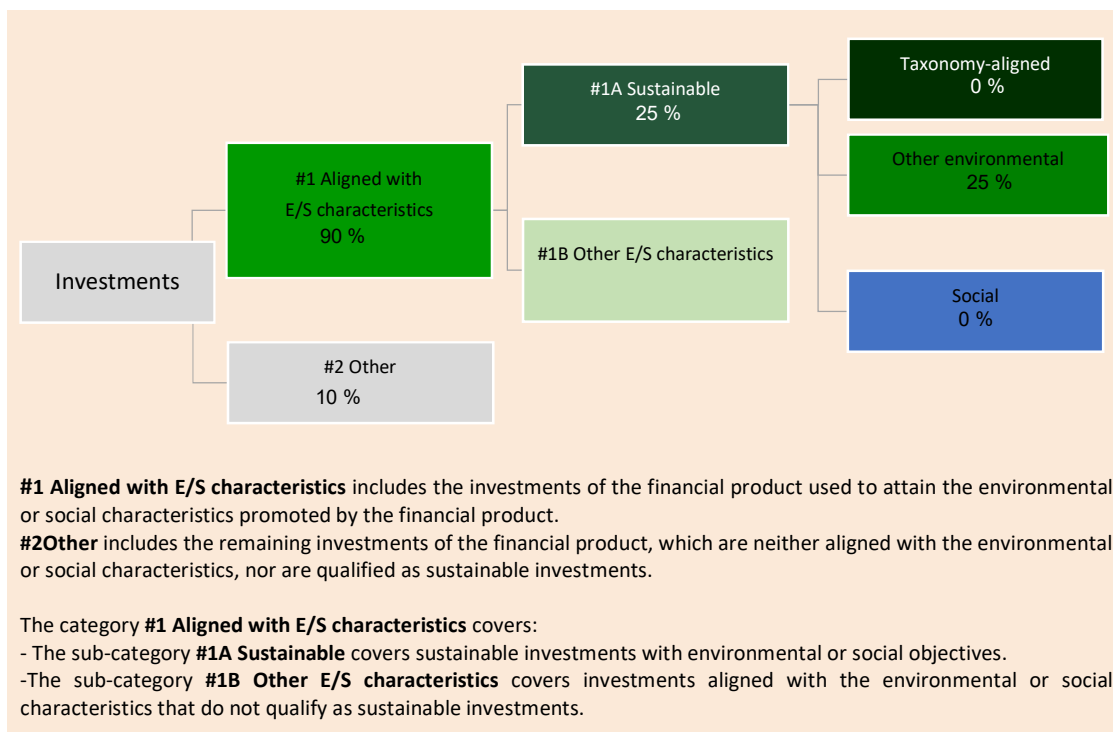 Investments
#1 Aligned with
E/S characteristics
90 %
#2 Other
10 %
#1A Sustainable
25 %
#1B Other E/S characteristics
Taxonomy-aligned
0 %
Other environmental
25 %
Social
0 %
#1 Aligned with E/S characteristics includes the investments of the financial product used to attain the environmental
or social characteristics promoted by the financial product.
#2Other includes the remaining investments of the financial product, which are neither aligned with the environmental
or social characteristics, nor are qualified as sustainable investments.
The category #1 Aligned with E/S characteristics covers:
- The sub-category #1A Sustainable covers sustainable investments with environmental or social objectives.
-The sub-category #1B Other E/S characteristics covers investments aligned with the environmental or social
characteristics that do not qualify as sustainable investments.